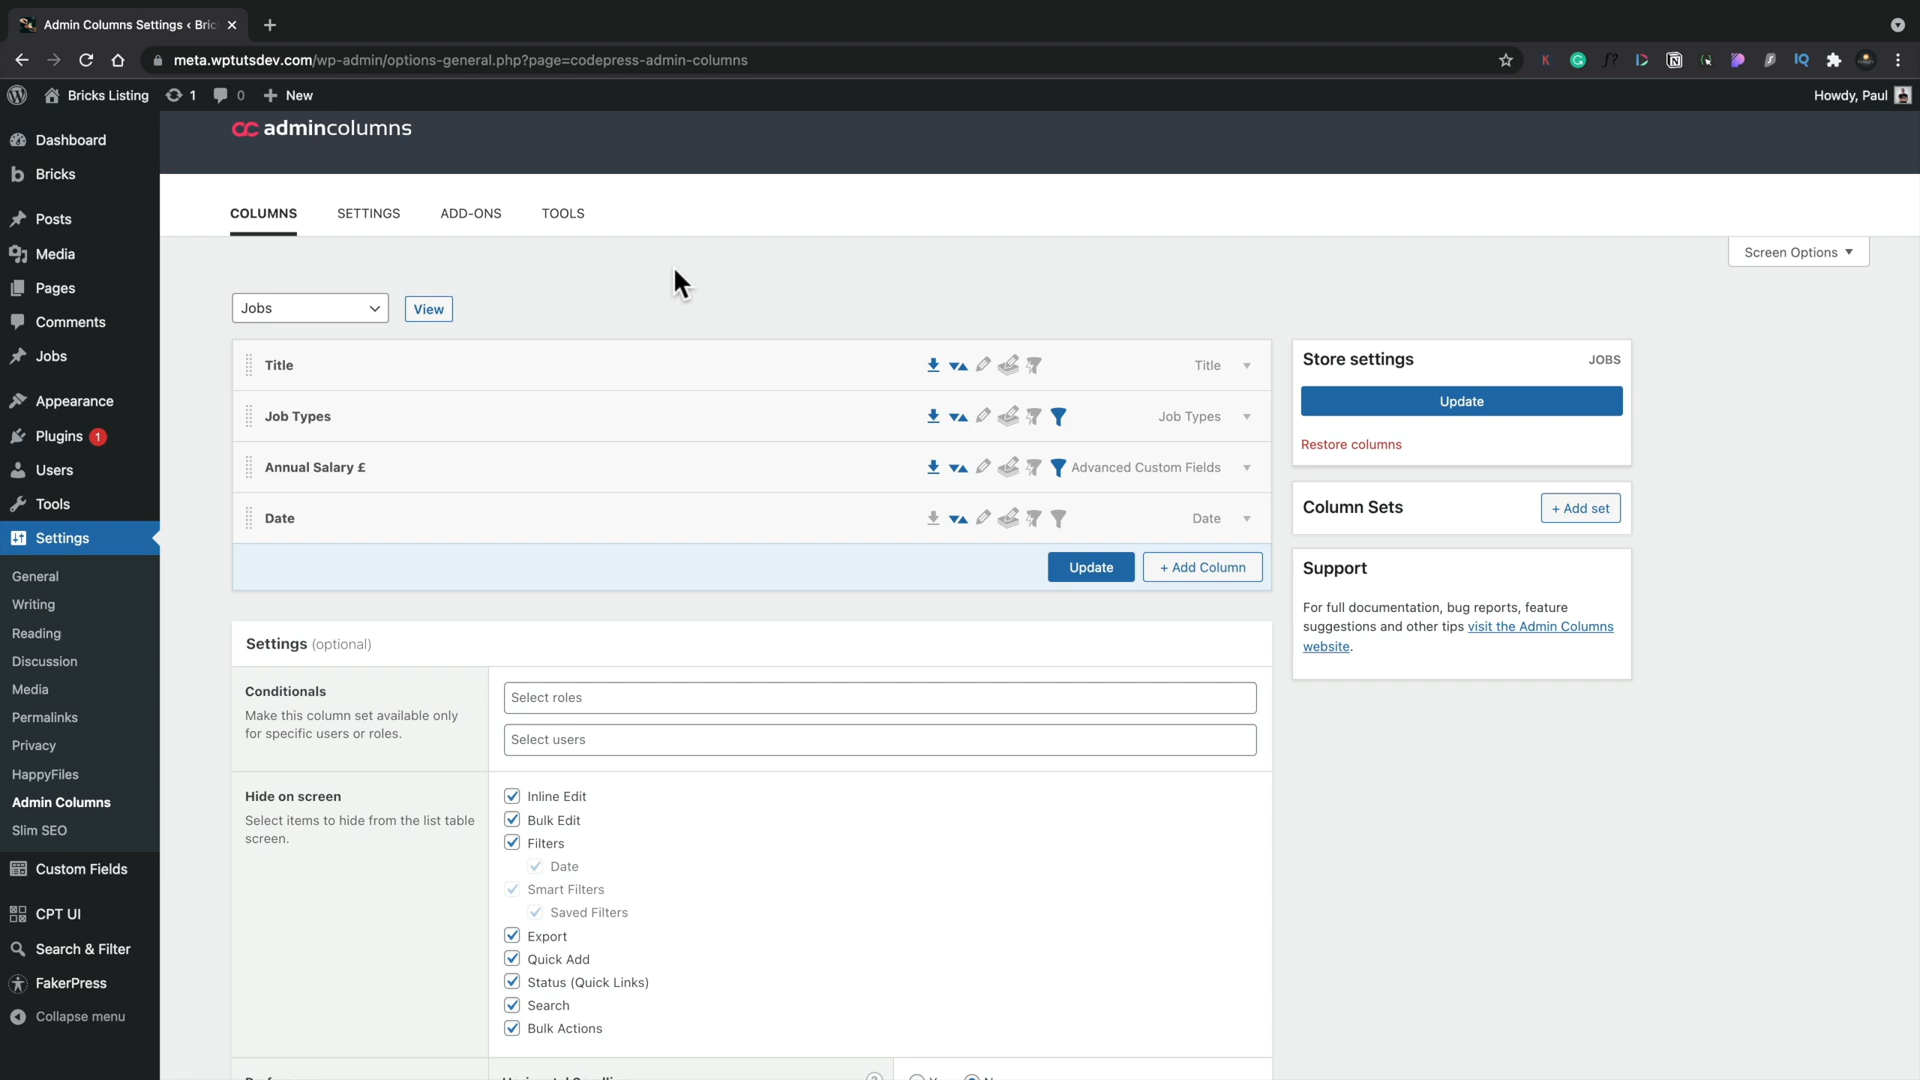 Admin Columns Settings ‹ Bric
meta.wptutsdev.com/wp-admin/options-general.php?page=codepress-admin-columns
Bricks Listing
1
0
New
Howdy, Paul
Dashboard
Bricks
Posts
Media
Pages
Comments
Jobs
Appearance
Plugins 1
Users
Tools
Settings
General
Writing
Reading
Discussion
Media
Permalinks
Privacy
HappyFiles
Admin Columns
Slim SEO
Custom Fields
CPT UI
Search & Filter
FakerPress
Collapse menu
admincolumns
COLUMNS SETTINGS ADD-ONS TOOLS
Screen Options
Jobs View
Title Title
Job Types Job Types
Annual Salary £ Advanced Custom Fields
Date Date
Update + Add Column
Store settings JOBS
Update
Restore columns
Column Sets + Add set
Support
For full documentation, bug reports, feature
suggestions and other tips visit the Admin Columns
website.
Settings (optional)
Conditionals
Make this column set available only
for specific users or roles.
Select roles
Select users
Hide on screen
Select items to hide from the list table
screen.
Inline Edit
Bulk Edit
Filters
Date
Smart Filters
Saved Filters
Export
Quick Add
Status (Quick Links)
Search
Bulk Actions